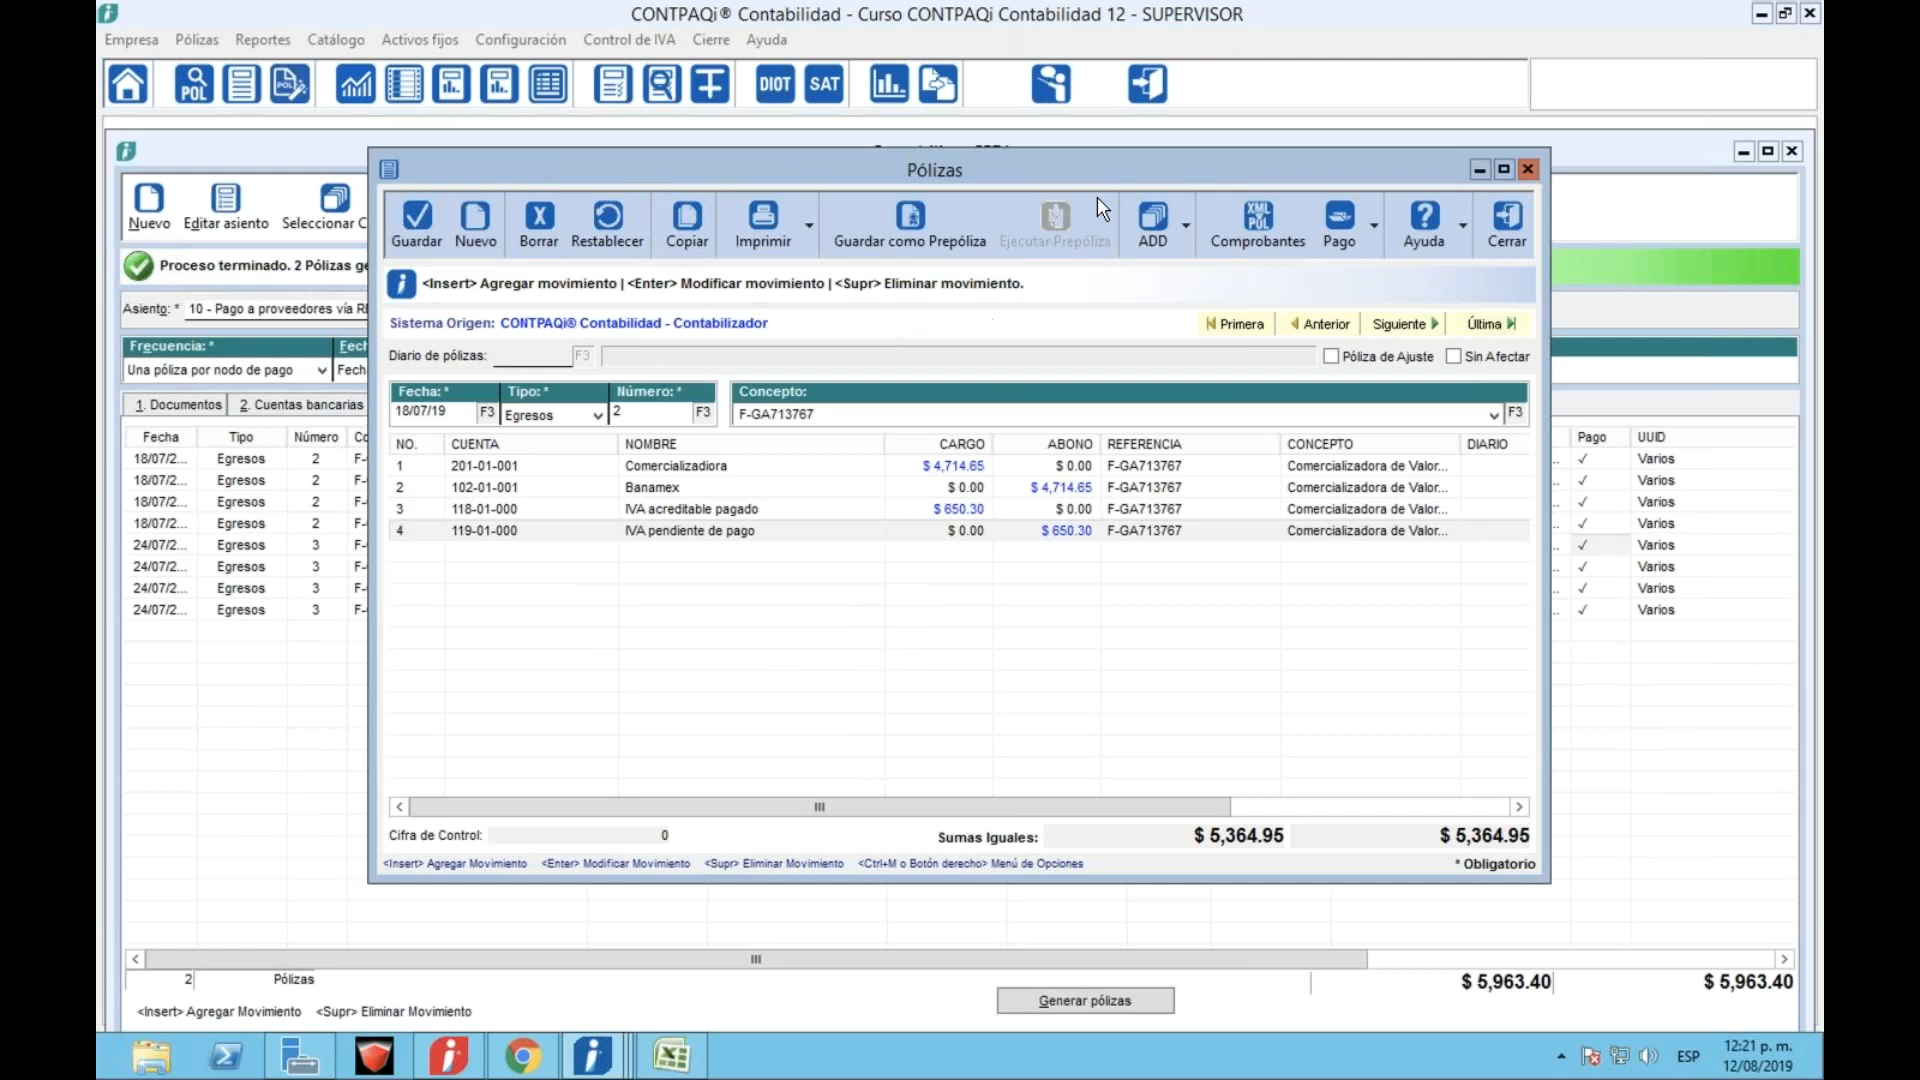 CONTPAQi® Contabilidad - Curso CONTPAQi Contabilidad 12 - SUPERVISOR
Empresa Pólizas Reportes Catálogo Activos fijos Configuración Control de IVA Cierre Ayuda
POL POL DIOT SAT
Pólizas
Nuevo Editar asiento Seleccionar C
Guardar Nuevo Borrar Restablecer Copiar Imprimir Guardar como Prepóliza Ejecutar Prepóliza ADD Comprobantes Pago Ayuda Cerrar
Proceso terminado. 2 Pólizas ge
<Insert> Agregar movimiento | <Enter> Modificar movimiento | <Supr> Eliminar movimiento.
Asiento: * 10 - Pago a proveedores vía RE
Sistema Origen: CONTPAQi® Contabilidad - Contabilizador
Primera Anterior Siguiente Última
Frecuencia: * Fech
Una póliza por nodo de pago Fech
Diario de pólizas: F3 Póliza de Ajuste Sin Afectar
Fecha: * Tipo: * Número: * Concepto:
18/07/19 F3 Egresos 2 F3 F-GA713767 F3
1. Documentos 2. Cuentas bancarias
NO. CUENTA NOMBRE CARGO ABONO REFERENCIA CONCEPTO DIARIO
1 201-01-001 Comercializadiora $ 4,714.65 $ 0.00 F-GA713767 Comercializadora de Valor...
2 102-01-001 Banamex $ 0.00 $ 4,714.65 F-GA713767 Comercializadora de Valor...
3 118-01-000 IVA acreditable pagado $ 650.30 $ 0.00 F-GA713767 Comercializadora de Valor...
4 119-01-000 IVA pendiente de pago $ 0.00 $ 650.30 F-GA713767 Comercializadora de Valor...
Fecha Tipo Número Co Pago UUID
18/07/2... Egresos 2 F- ... ✓ Varios
18/07/2... Egresos 2 F- ... ✓ Varios
18/07/2... Egresos 2 F- ... ✓ Varios
18/07/2... Egresos 2 F- ... ✓ Varios
24/07/2... Egresos 3 F- ... ✓ Varios
24/07/2... Egresos 3 F- ... ✓ Varios
24/07/2... Egresos 3 F- ... ✓ Varios
24/07/2... Egresos 3 F- ... ✓ Varios
Cifra de Control: 0 Sumas Iguales: $ 5,364.95 $ 5,364.95
<Insert> Agregar Movimiento <Enter> Modificar Movimiento <Supr> Eliminar Movimiento <Ctrl+M o Botón derecho> Menú de Opciones * Obligatorio
2 Pólizas $ 5,963.40 $ 5,963.40
Generar pólizas
<Insert> Agregar Movimiento <Supr> Eliminar Movimiento
ESP 12:21 p. m.
12/08/2019